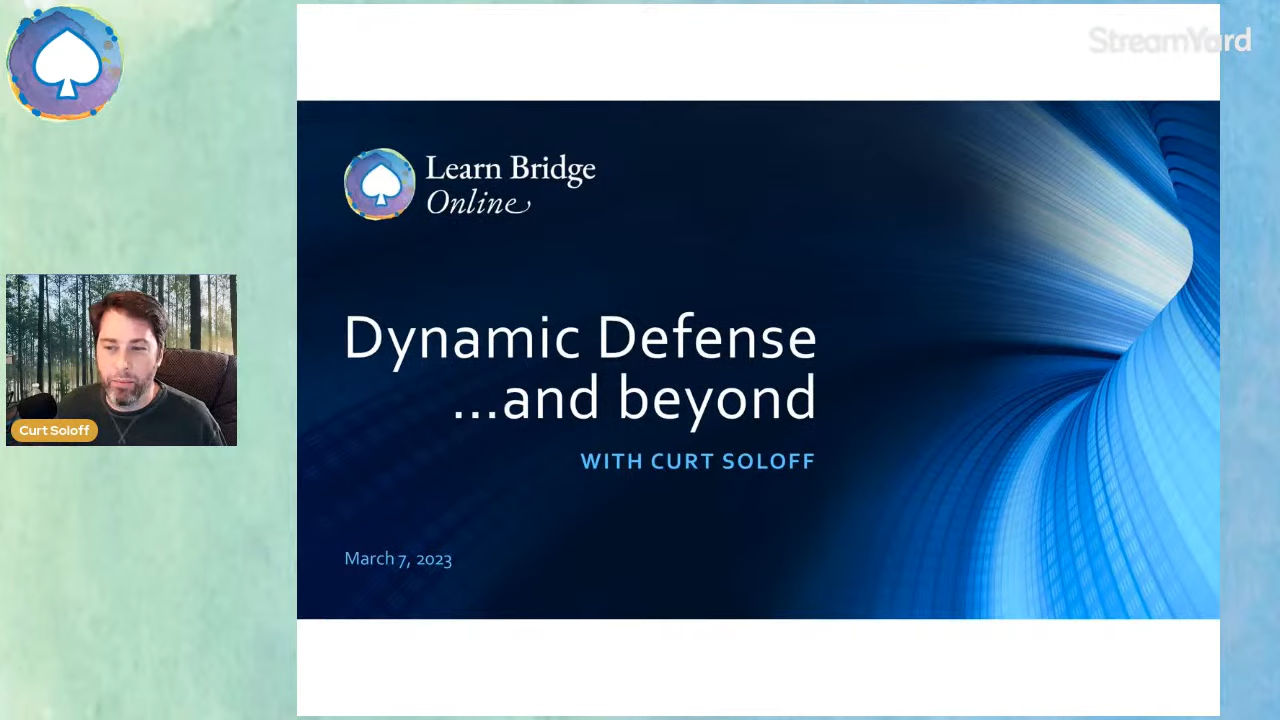 StreamYard
Learn Bridge
Online
Dynamic Defense
...and beyond
WITH CURT SOLOFF
March 7, 2023
Curt Soloff